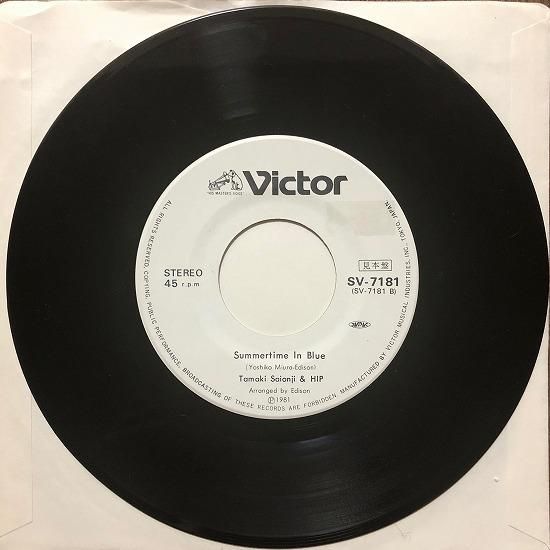 "HIS MASTER'S VOICE"
Victor
STEREO
45 r.p.m
見本盤
SV-7181
(SV-7181 B)
Summertime In Blue
(Yoshiko Miura-Edison)
Tamaki Saionji & HIP
Arranged by Edison
Ⓟ1981
ALL RIGHTS RESERVED. COPYING, PUBLIC PERFORMANCE, BROADCASTING OF THESE RECORDS ARE FORBIDDEN. MANUFACTURED BY VICTOR MUSICAL INDUSTRIES, INC., TOKYO, JAPAN